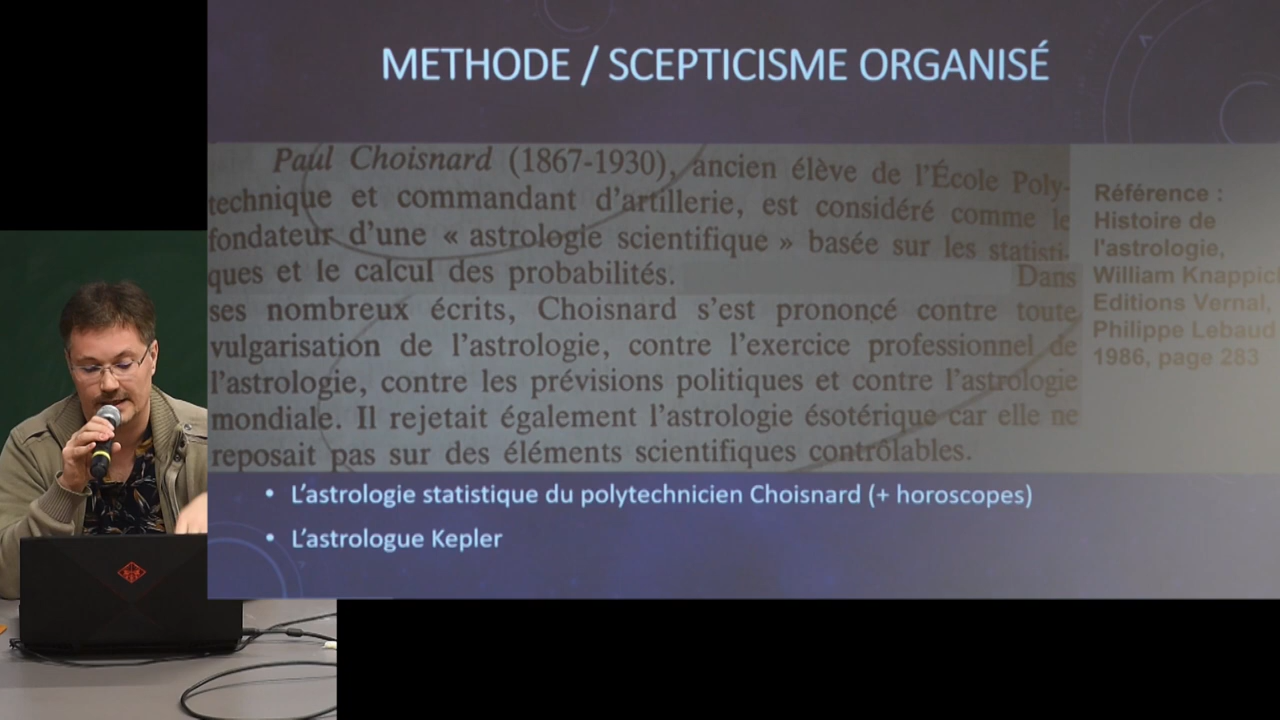 METHODE / SCEPTICISME ORGANISÉ
Paul Choisnard (1867-1930), ancien élève de l'École Poly-
technique et commandant d'artillerie, est considéré comme le
fondateur d'une « astrologie scientifique » basée sur les statisti-
ques et le calcul des probabilités. Dans
ses nombreux écrits, Choisnard s'est prononcé contre toute
vulgarisation de l'astrologie, contre l'exercice professionnel de
l'astrologie, contre les prévisions politiques et contre l'astrologie
mondiale. Il rejetait également l'astrologie ésotérique car elle ne
reposait pas sur des éléments scientifiques contrôlables.
Référence :
Histoire de
l'astrologie,
William Knappich
Editions Vernal,
Philippe Lebaud
1986, page 283
• L'astrologie statistique du polytechnicien Choisnard (+ horoscopes)
• L'astrologue Kepler